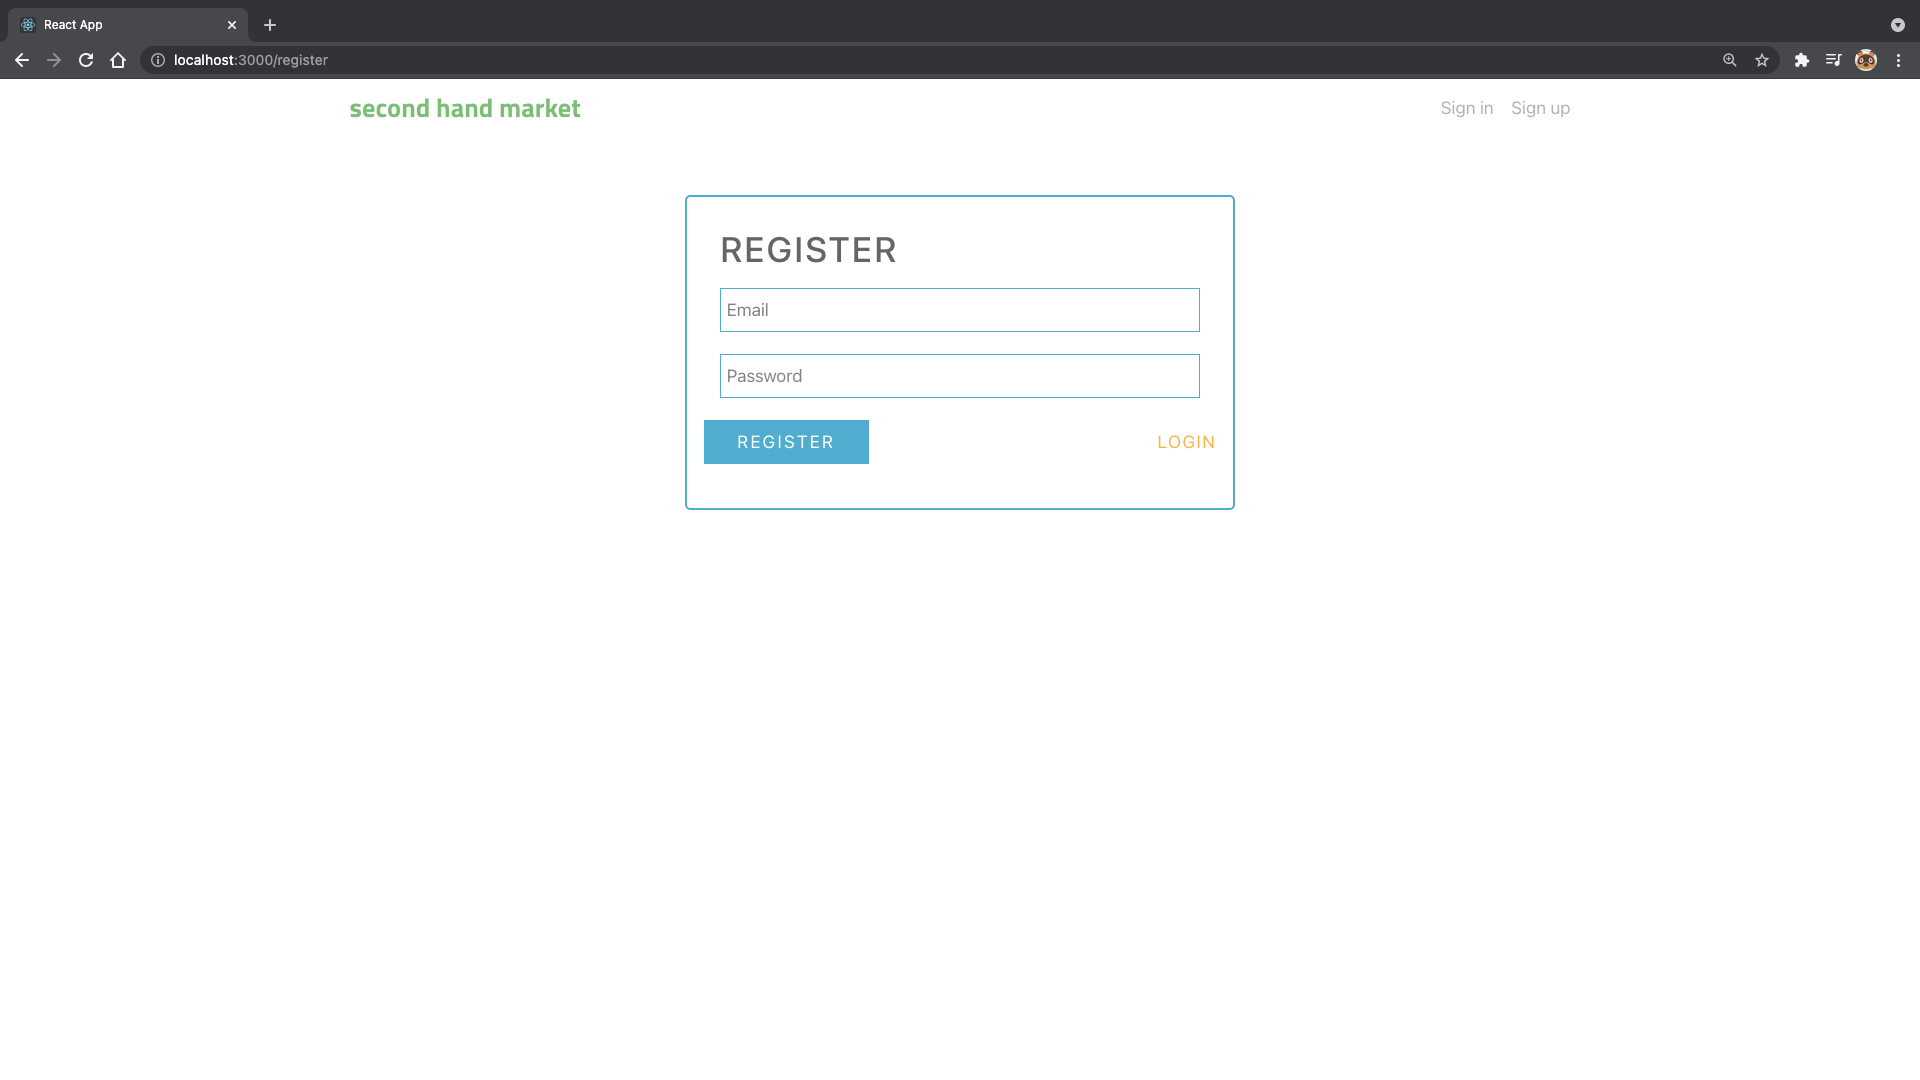 React App
localhost:3000/register
second hand market
Sign in Sign up
REGISTER
Email
Password
REGISTER LOGIN